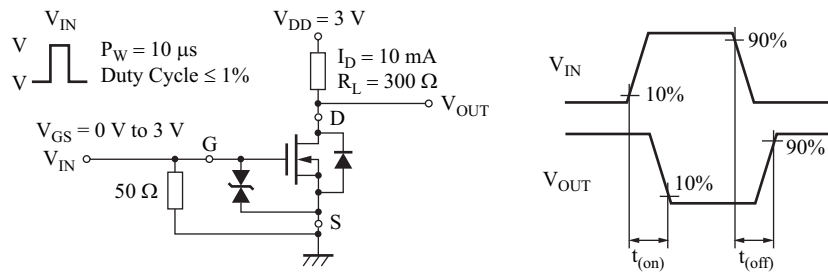 V_IN
V
V
P_W = 10 μs
Duty Cycle ≤ 1%
V_DD = 3 V
I_D = 10 mA
R_L = 300 Ω
V_OUT
D
V_GS = 0 V to 3 V
V_IN
G
50 Ω
S
V_IN
90%
10%
V_OUT
90%
10%
t_(on)
t_(off)